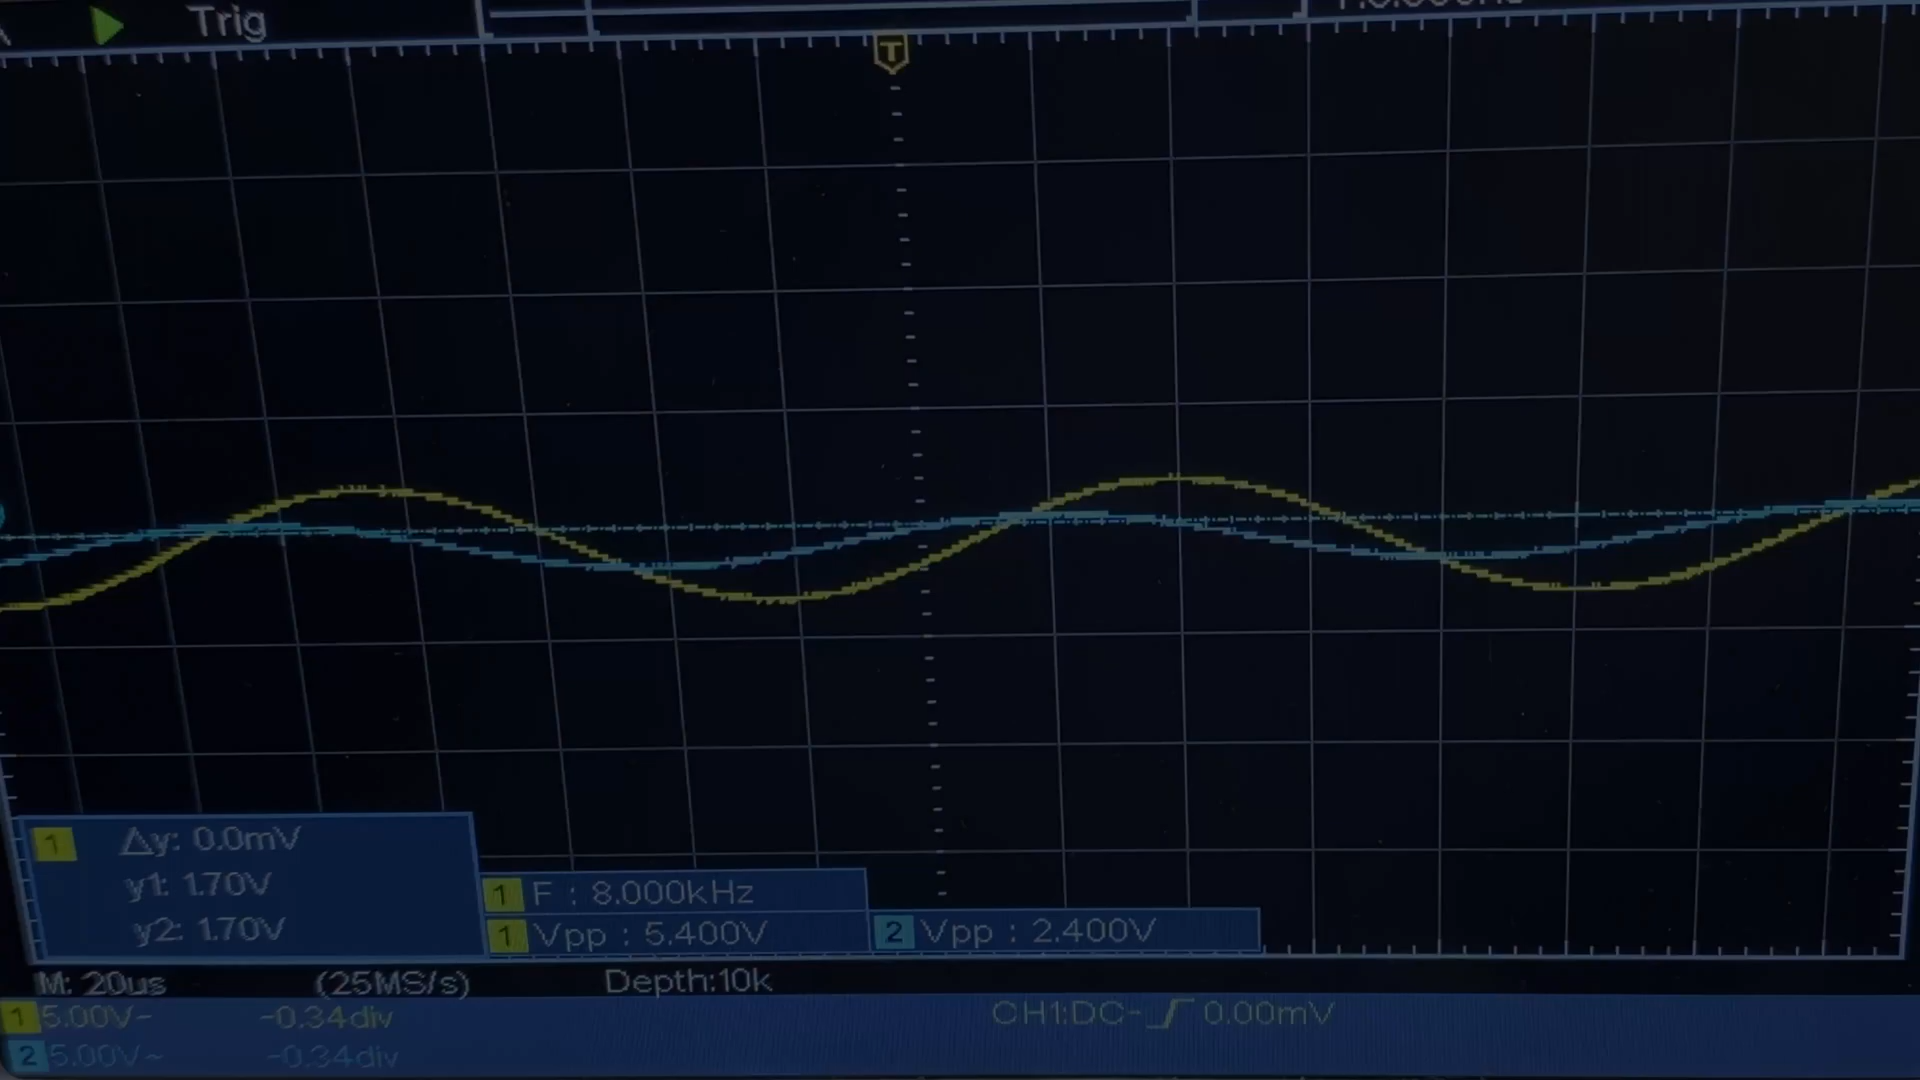 Trig
T
1 Δy: 0.0mV
y1: 1.70V
y2: 1.70V
1 F : 8.000kHz
1 Vpp : 5.400V
2 Vpp : 2.400V
M: 20us (25MS/s) Depth:10k
1 5.00V~ -0.34div
CH1:DC- 0.00mV
2 5.00V~ -0.34div